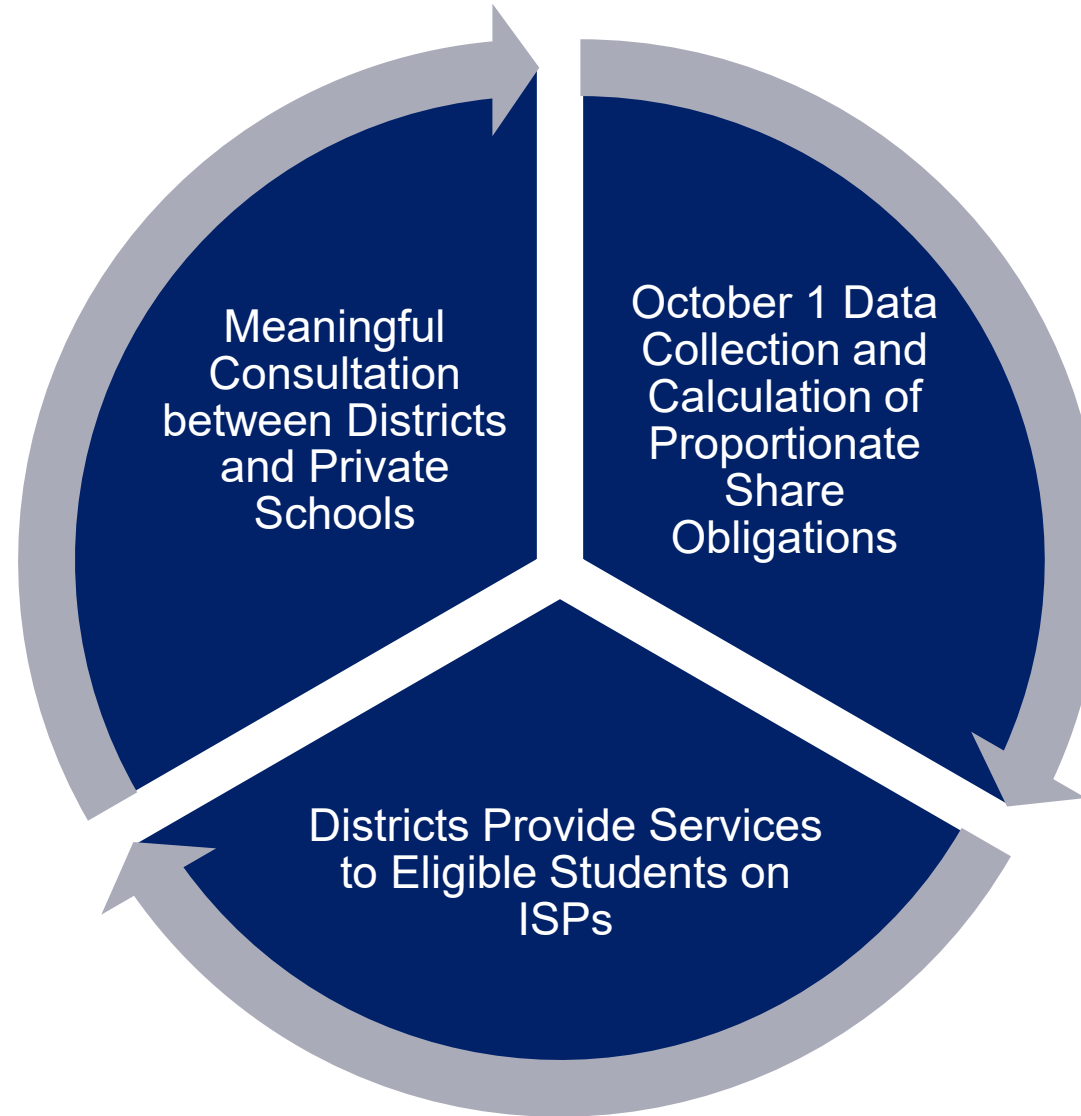 Meaningful
Consultation
between Districts
and Private
Schools
October 1 Data
Collection and
Calculation of
Proportionate
Share
Obligations
Districts Provide Services
to Eligible Students on
ISPs